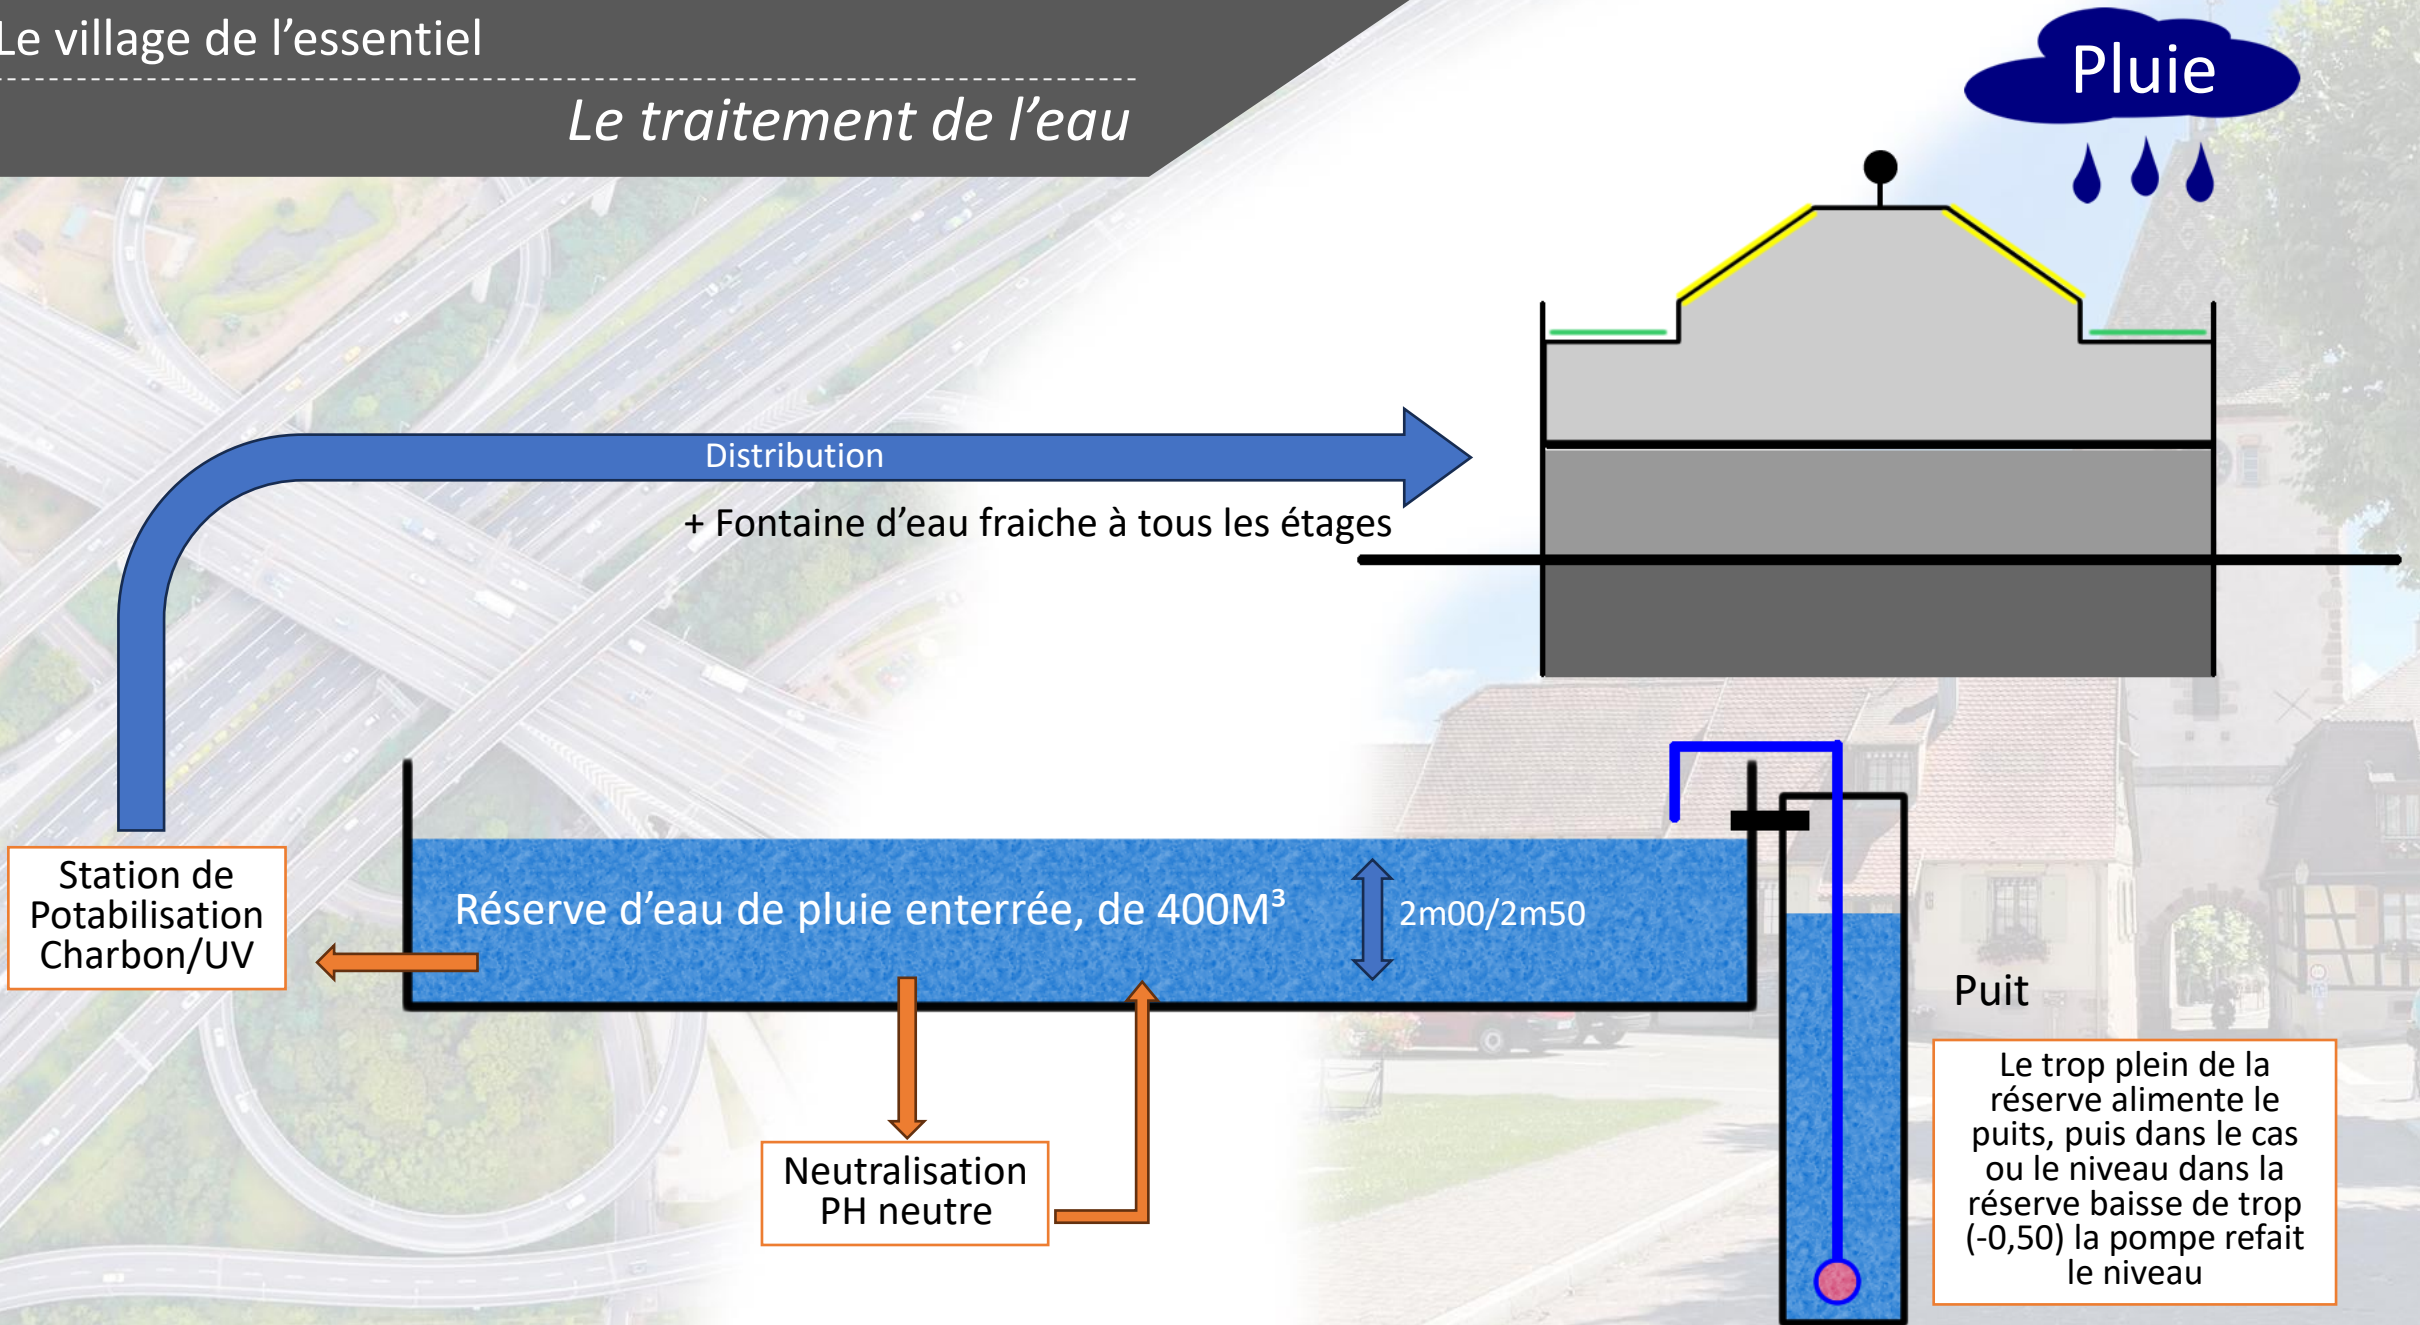 Le village de l’essentiel
Le traitement de l’eau
Pluie
Distribution
+ Fontaine d’eau fraiche à tous les étages
Station de
Potabilisation
Charbon/UV
Réserve d’eau de pluie enterrée, de 400M³
2m00/2m50
Puit
Neutralisation
PH neutre
Le trop plein de la
réserve alimente le
puits, puis dans le cas
ou le niveau dans la
réserve baisse de trop
(-0,50) la pompe refait
le niveau